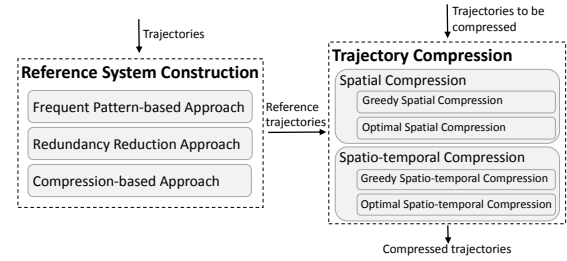 Trajectories
Reference System Construction
Frequent Pattern-based Approach
Redundancy Reduction Approach
Compression-based Approach
Reference
trajectories
Trajectories to be
compressed
Trajectory Compression
Spatial Compression
Greedy Spatial Compression
Optimal Spatial Compression
Spatio-temporal Compression
Greedy Spatio-temporal Compression
Optimal Spatio-temporal Compression
Compressed trajectories